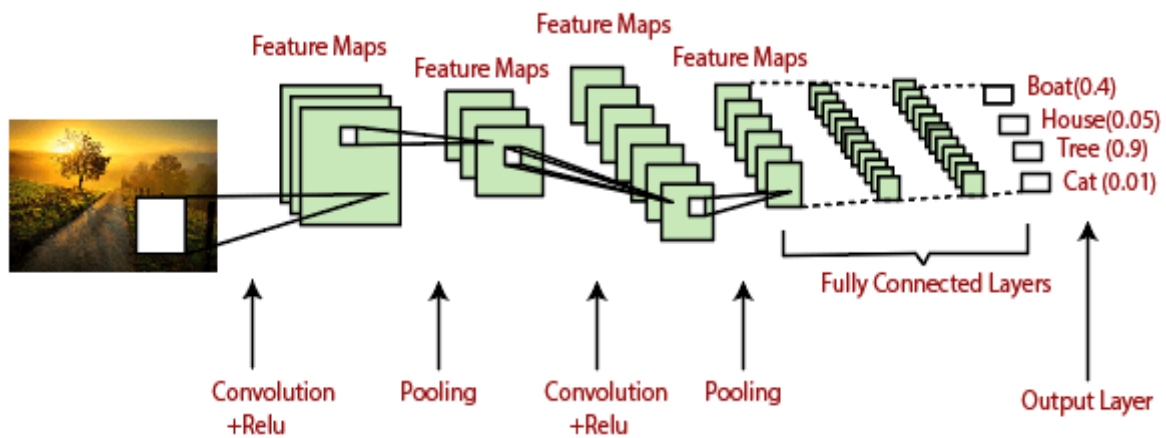 Feature Maps
Feature Maps
Feature Maps
Feature Maps
Boat(0.4)
House(0.05)
Tree (0.9)
Cat (0.01)
Fully Connected Layers
Convolution
+Relu
Pooling
Convolution
+Relu
Pooling
Output Layer